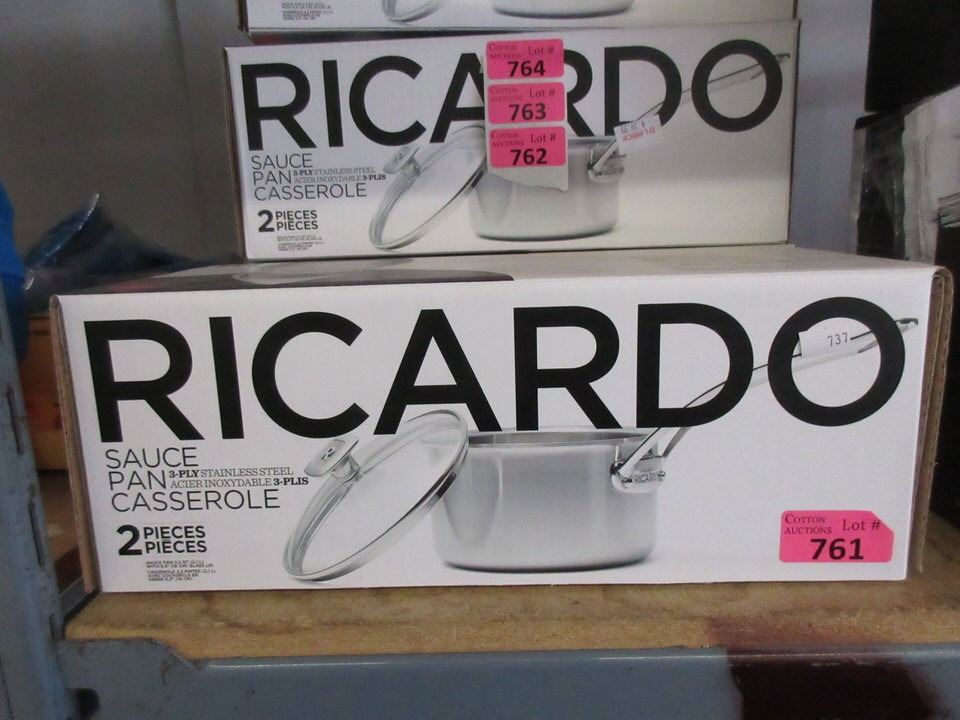 COTTON
AUCTIONS
Lot #
764
COTTON
AUCTIONS
Lot #
763
COTTON
AUCTIONS
Lot #
762
RICARDO
SAUCE
PAN 3-PLY STAINLESS STEEL
ACIER INOXYDABLE 3-PLIS
CASSEROLE
2 PIECES
PIÈCES
RICARDO
737
SAUCE
PAN 3-PLY STAINLESS STEEL
ACIER INOXYDABLE 3-PLIS
CASSEROLE
RICARDO
2 PIECES
PIÈCES
COTTON
AUCTIONS
Lot #
761